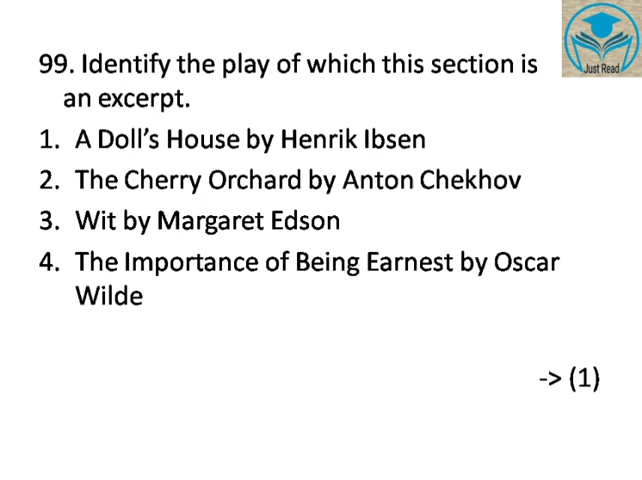 Just Read
99. Identify the play of which this section is
an excerpt.
1. A Doll's House by Henrik Ibsen
2. The Cherry Orchard by Anton Chekhov
3. Wit by Margaret Edson
4. The Importance of Being Earnest by Oscar
Wilde
-> (1)